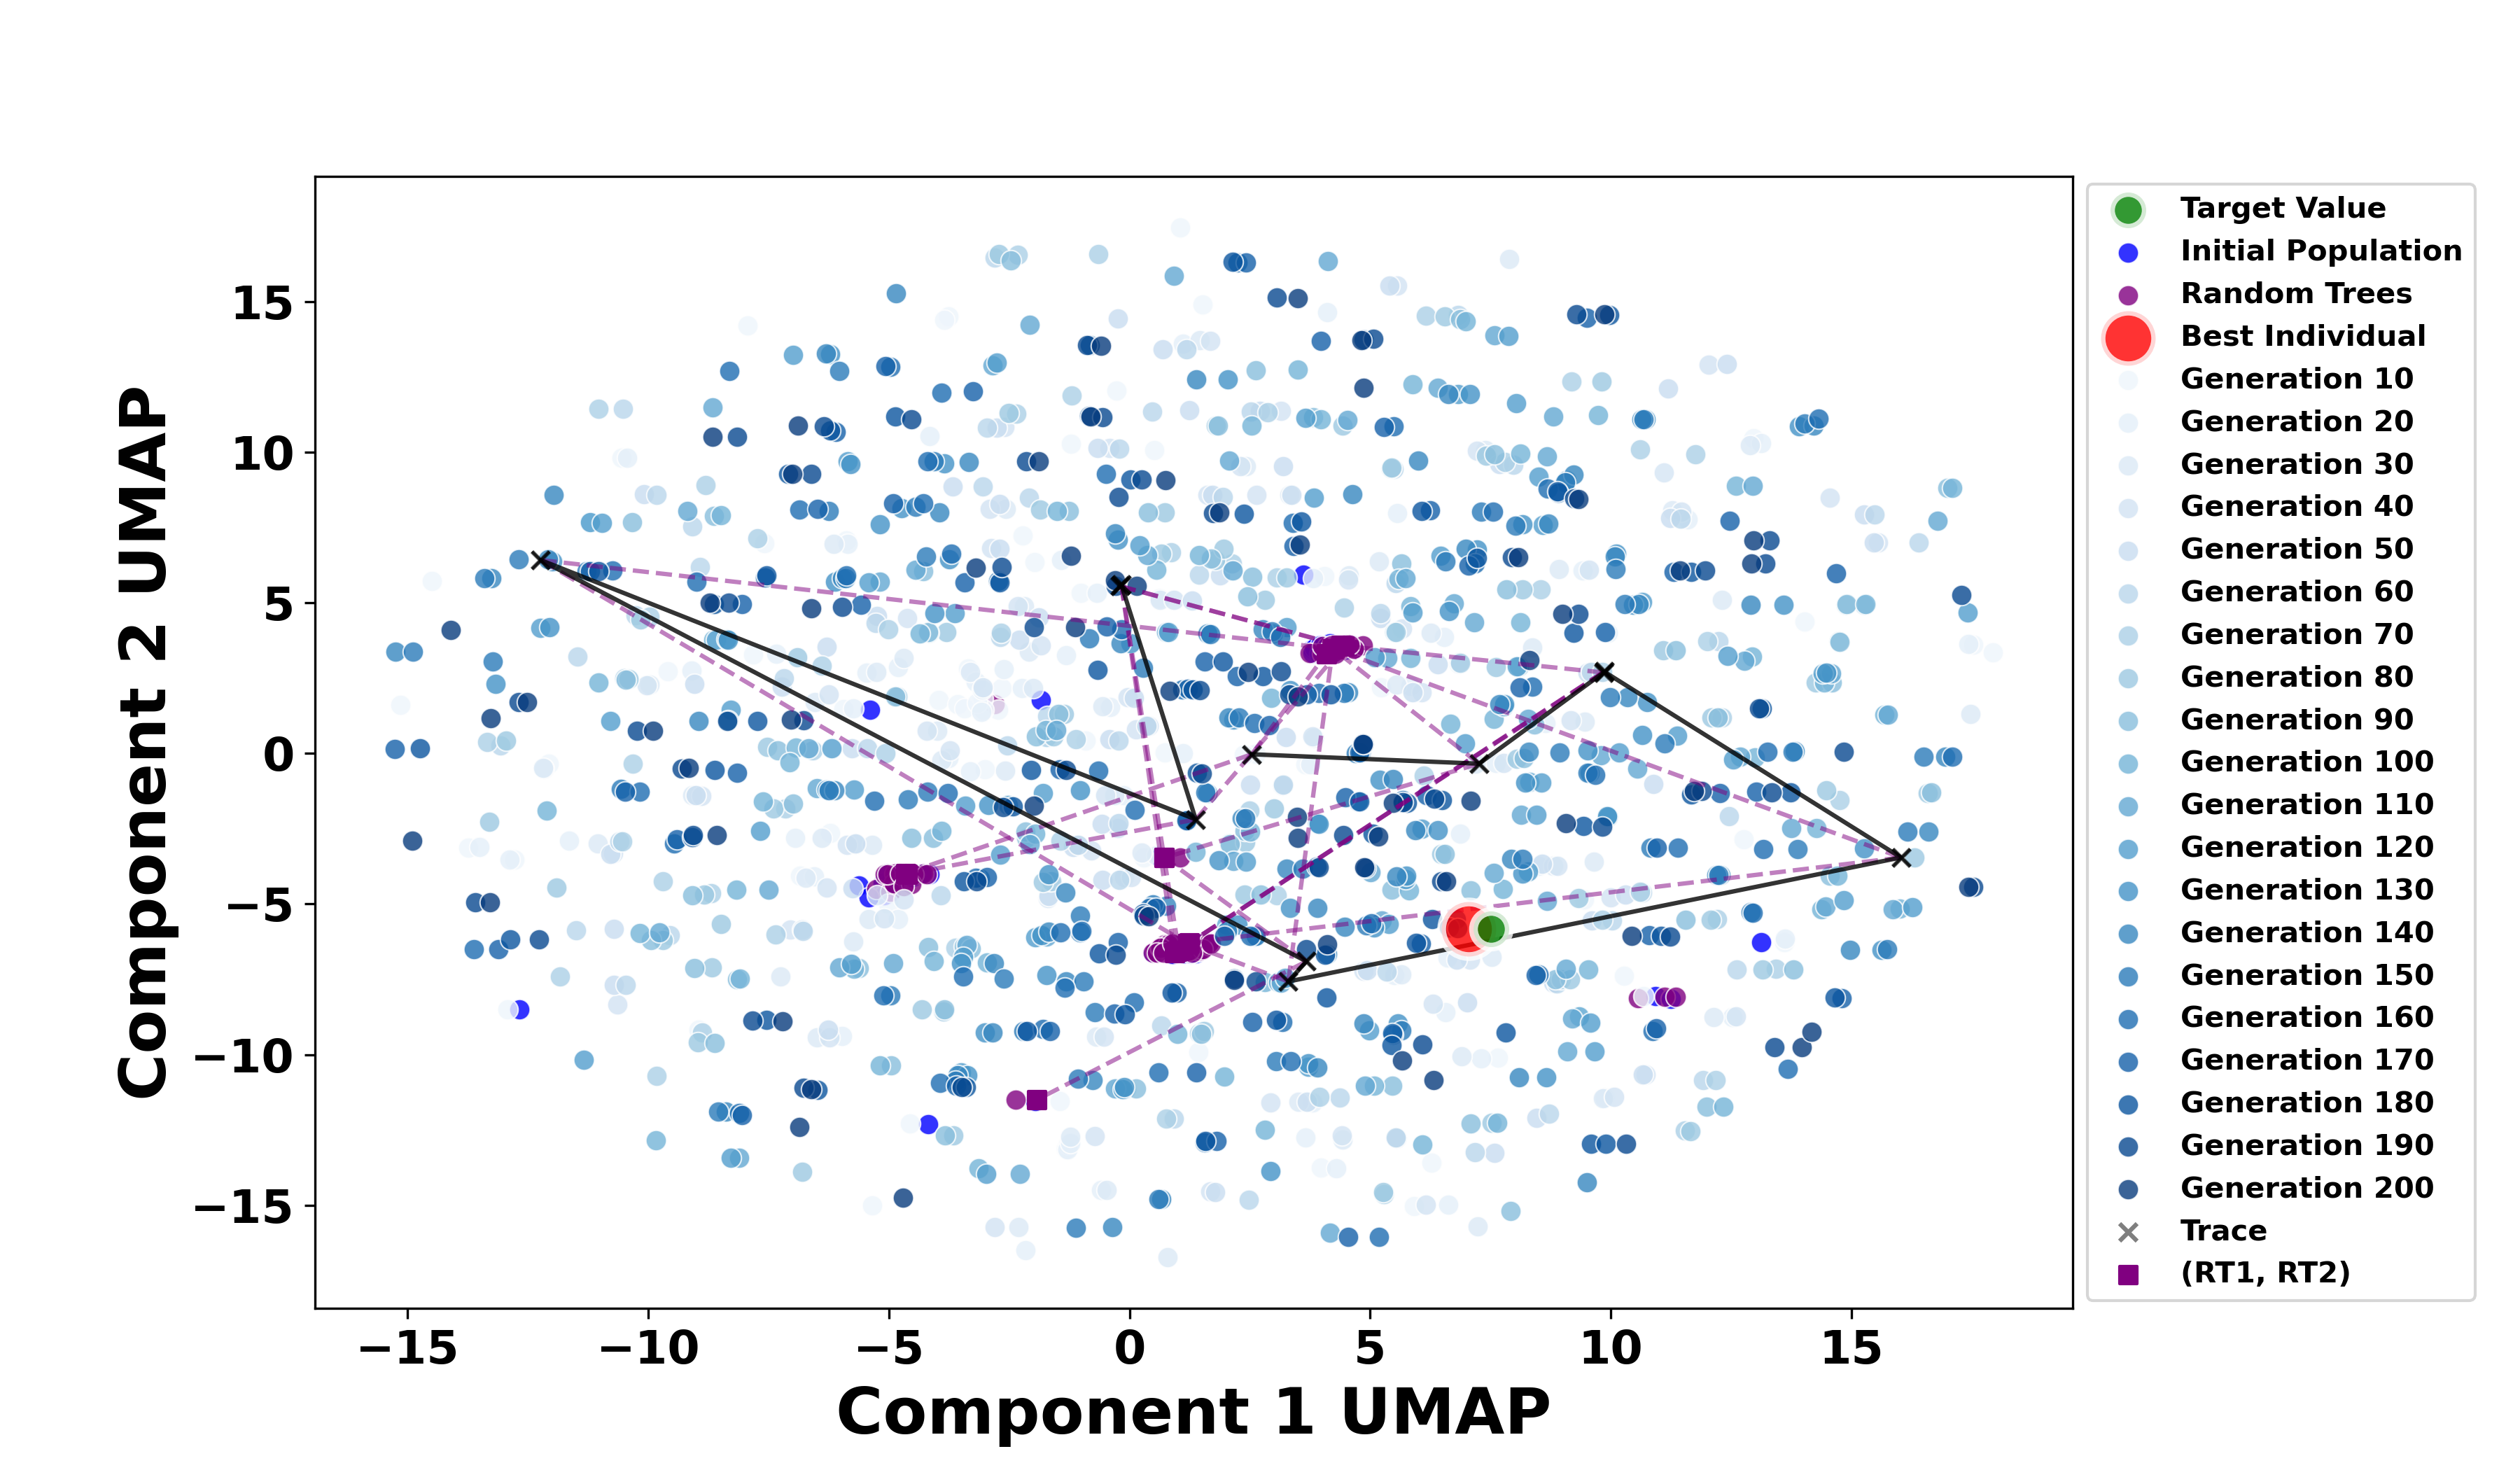 Component 2 UMAP
15
10
5
0
−5
−10
−15
−15 −10 −5 0 5 10 15
Component 1 UMAP
Target Value
Initial Population
Random Trees
Best Individual
Generation 10
Generation 20
Generation 30
Generation 40
Generation 50
Generation 60
Generation 70
Generation 80
Generation 90
Generation 100
Generation 110
Generation 120
Generation 130
Generation 140
Generation 150
Generation 160
Generation 170
Generation 180
Generation 190
Generation 200
Trace
(RT1, RT2)